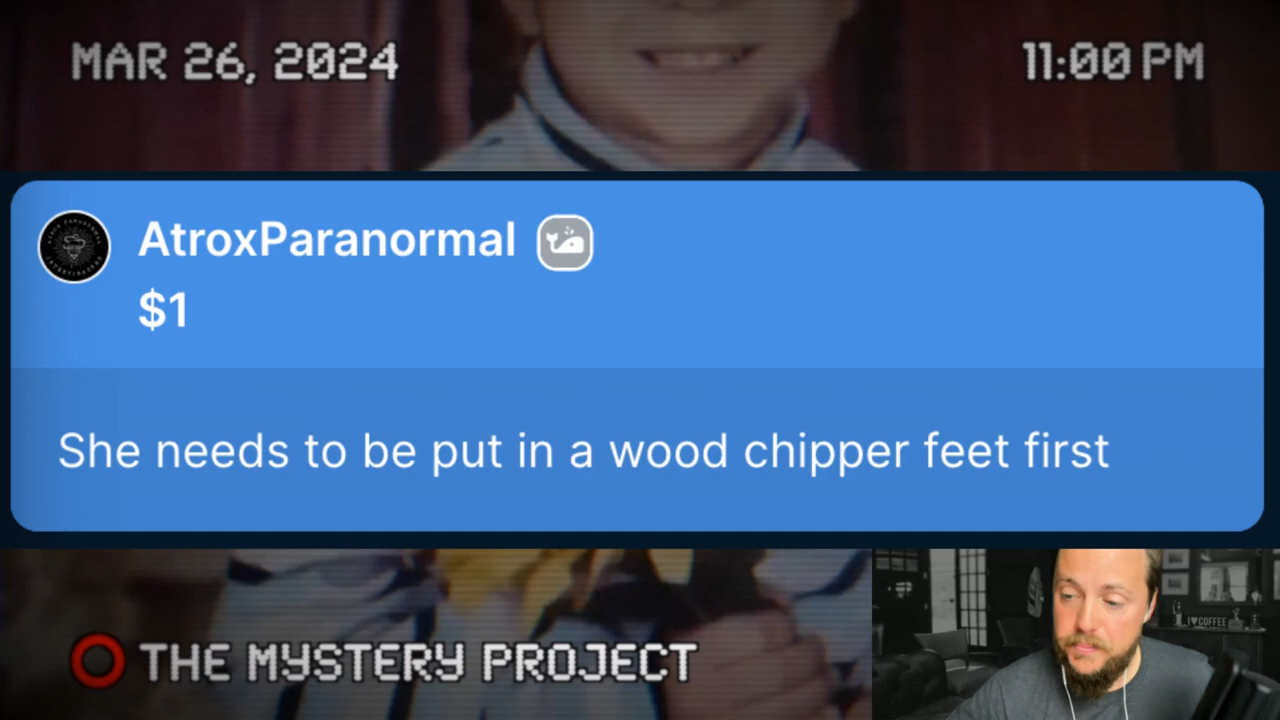 MAR 26, 2024
11:00 PM
AtroxParanormal
$1
She needs to be put in a wood chipper feet first
THE MYSTERY PROJECT
I♥COFFEE